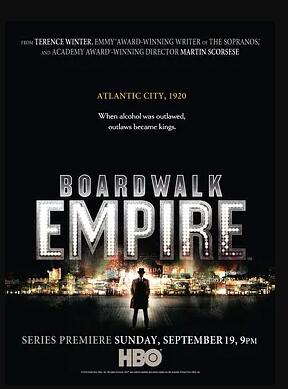 FROM TERENCE WINTER, EMMY® AWARD-WINNING WRITER OF THE SOPRANOS,®
AND ACADEMY AWARD®-WINNING DIRECTOR MARTIN SCORSESE
ATLANTIC CITY, 1920
When alcohol was outlawed,
outlaws became kings.
BOARDWALK
EMPIRE
SERIES PREMIERE SUNDAY, SEPTEMBER 19, 9PM
HBO®